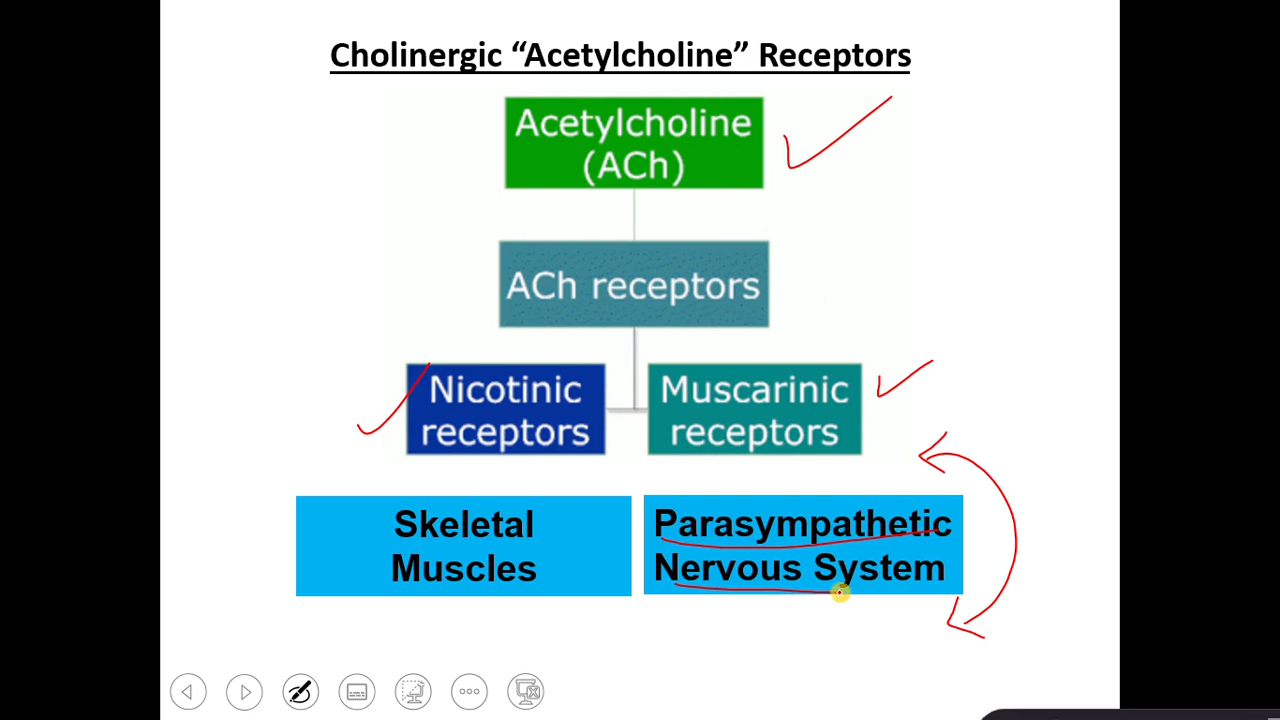 Cholinergic “Acetylcholine” Receptors
Acetylcholine
(ACh)
ACh receptors
Nicotinic
receptors
Muscarinic
receptors
Skeletal
Muscles
Parasympathetic
Nervous System